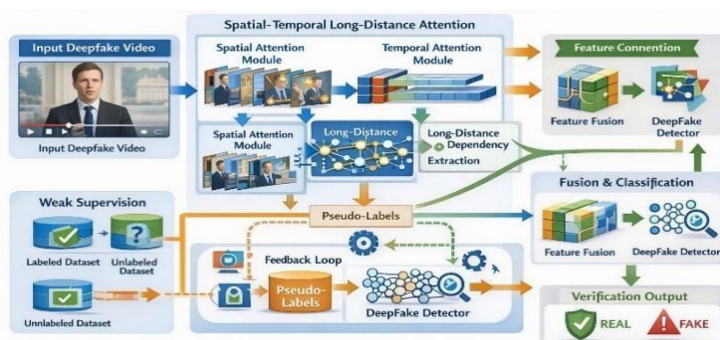 Spatial-Temporal Long-Distance Attention
Input Deepfake Video
Input Deepfake Video
Spatial Attention
Module
Temporal Attention
Module
Spatial Attention
Module
Long-Distance
Long-Distance
Dependency
Extraction
Feature Connention
Feature Fusion
DeepFake
Detector
Weak Supervision
Labeled Dataset
Unlabeled
Dataset
Unnlabeled Dataset
Pseudo-Labels
Feedback Loop
Pseudo-
Labels
DeepFake Detector
Fusion & Classification
Feature Fusion
DeepFake Detector
Verification Output
REAL
FAKE